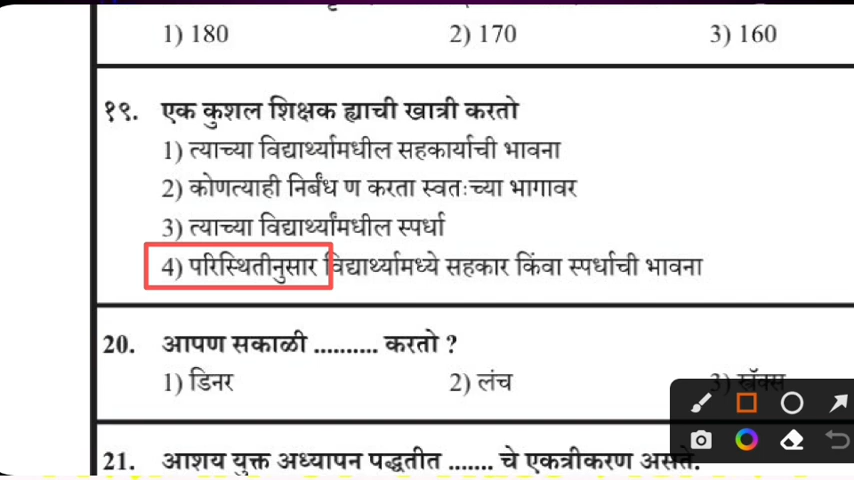 1) 180 2) 170 3) 160
१९. एक कुशल शिक्षक ह्याची खात्री करतो
1) त्याच्या विद्यार्थ्यामधील सहकार्याची भावना
2) कोणत्याही निर्बंध ण करता स्वतःच्या भागावर
3) त्याच्या विद्यार्थ्यांमधील स्पर्धा
4) परिस्थितीनुसार विद्यार्थ्यामध्ये सहकार किंवा स्पर्धाची भावना
20. आपण सकाळी .......... करतो ?
1) डिनर 2) लंच 3) स्नॅक्स
21. आशय युक्त अध्यापन पद्धतीत ....... चे एकत्रीकरण असते.